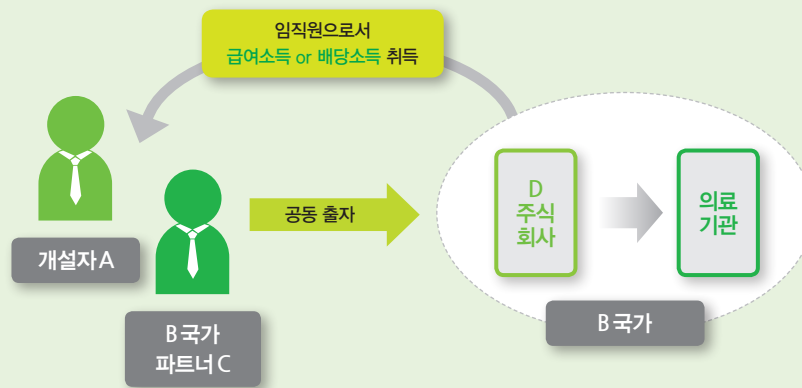 임직원으로서
급여소득 or 배당소득 취득
개설자 A
B 국가
파트너 C
공동 출자
D
주식
회사
의료
기관
B 국가